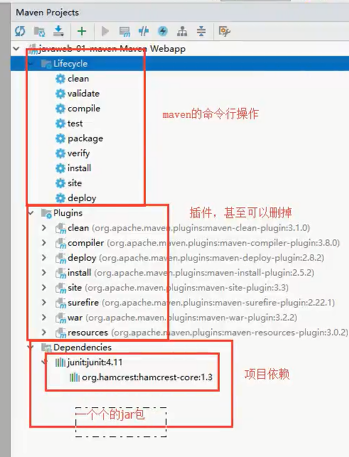 Maven Projects
javaweb-01-maven Maven Webapp
Lifecycle
clean
validate
compile
test
package
verify
install
site
deploy
maven的命令行操作
Plugins
插件，甚至可以删掉
clean (org.apache.maven.plugins:maven-clean-plugin:3.1.0)
compiler (org.apache.maven.plugins:maven-compiler-plugin:3.8.0)
deploy (org.apache.maven.plugins:maven-deploy-plugin:2.8.2)
install (org.apache.maven.plugins:maven-install-plugin:2.5.2)
site (org.apache.maven.plugins:maven-site-plugin:3.3)
surefire (org.apache.maven.plugins:maven-surefire-plugin:2.22.1)
war (org.apache.maven.plugins:maven-war-plugin:3.2.2)
resources (org.apache.maven.plugins:maven-resources-plugin:3.0.2)
Dependencies
junit:junit:4.11
org.hamcrest:hamcrest-core:1.3
项目依赖
一个个的jar包